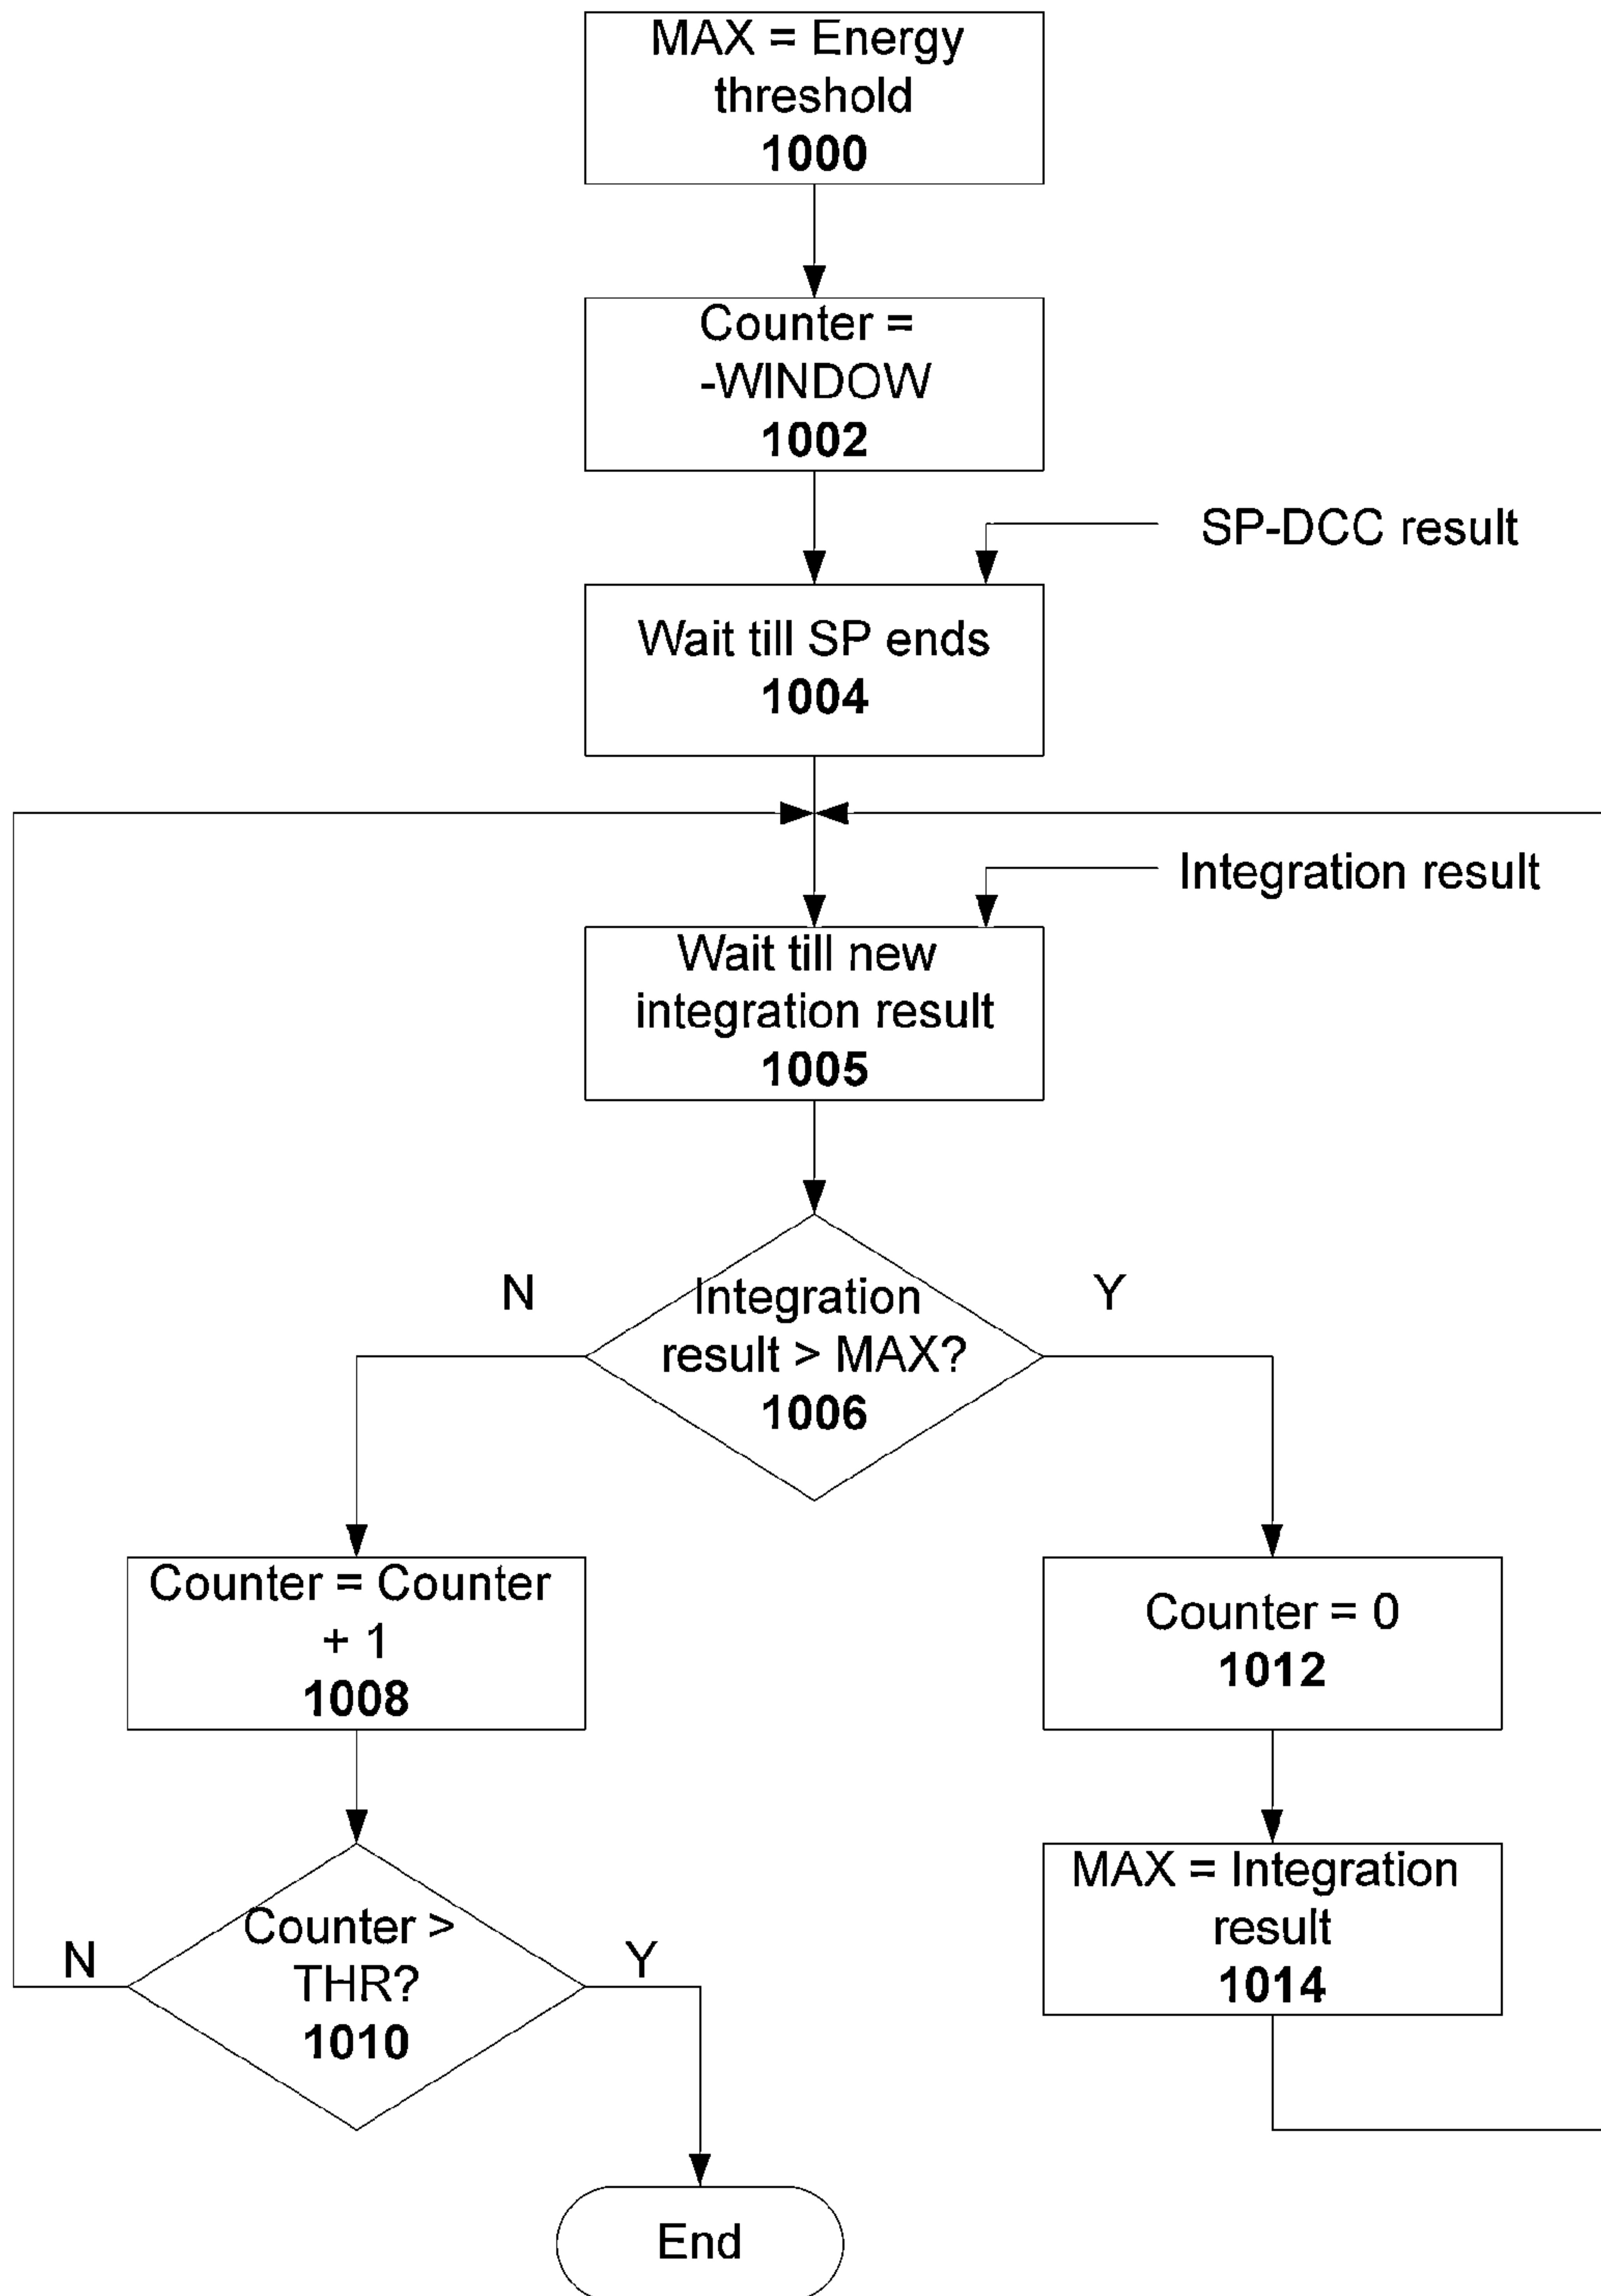 MAX = Energy
threshold
1000
Counter =
-WINDOW
1002
SP-DCC result
Wait till SP ends
1004
Integration result
Wait till new
integration result
1005
N
Y
Integration
result > MAX?
1006
Counter = Counter
+ 1
1008
Counter = 0
1012
MAX = Integration
result
1014
N
Y
Counter >
THR?
1010
End